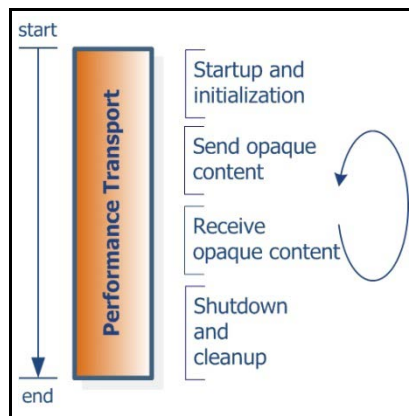 start
Performance Transport
Startup and
initialization
Send opaque
content
Receive
opaque content
Shutdown
and
cleanup
end